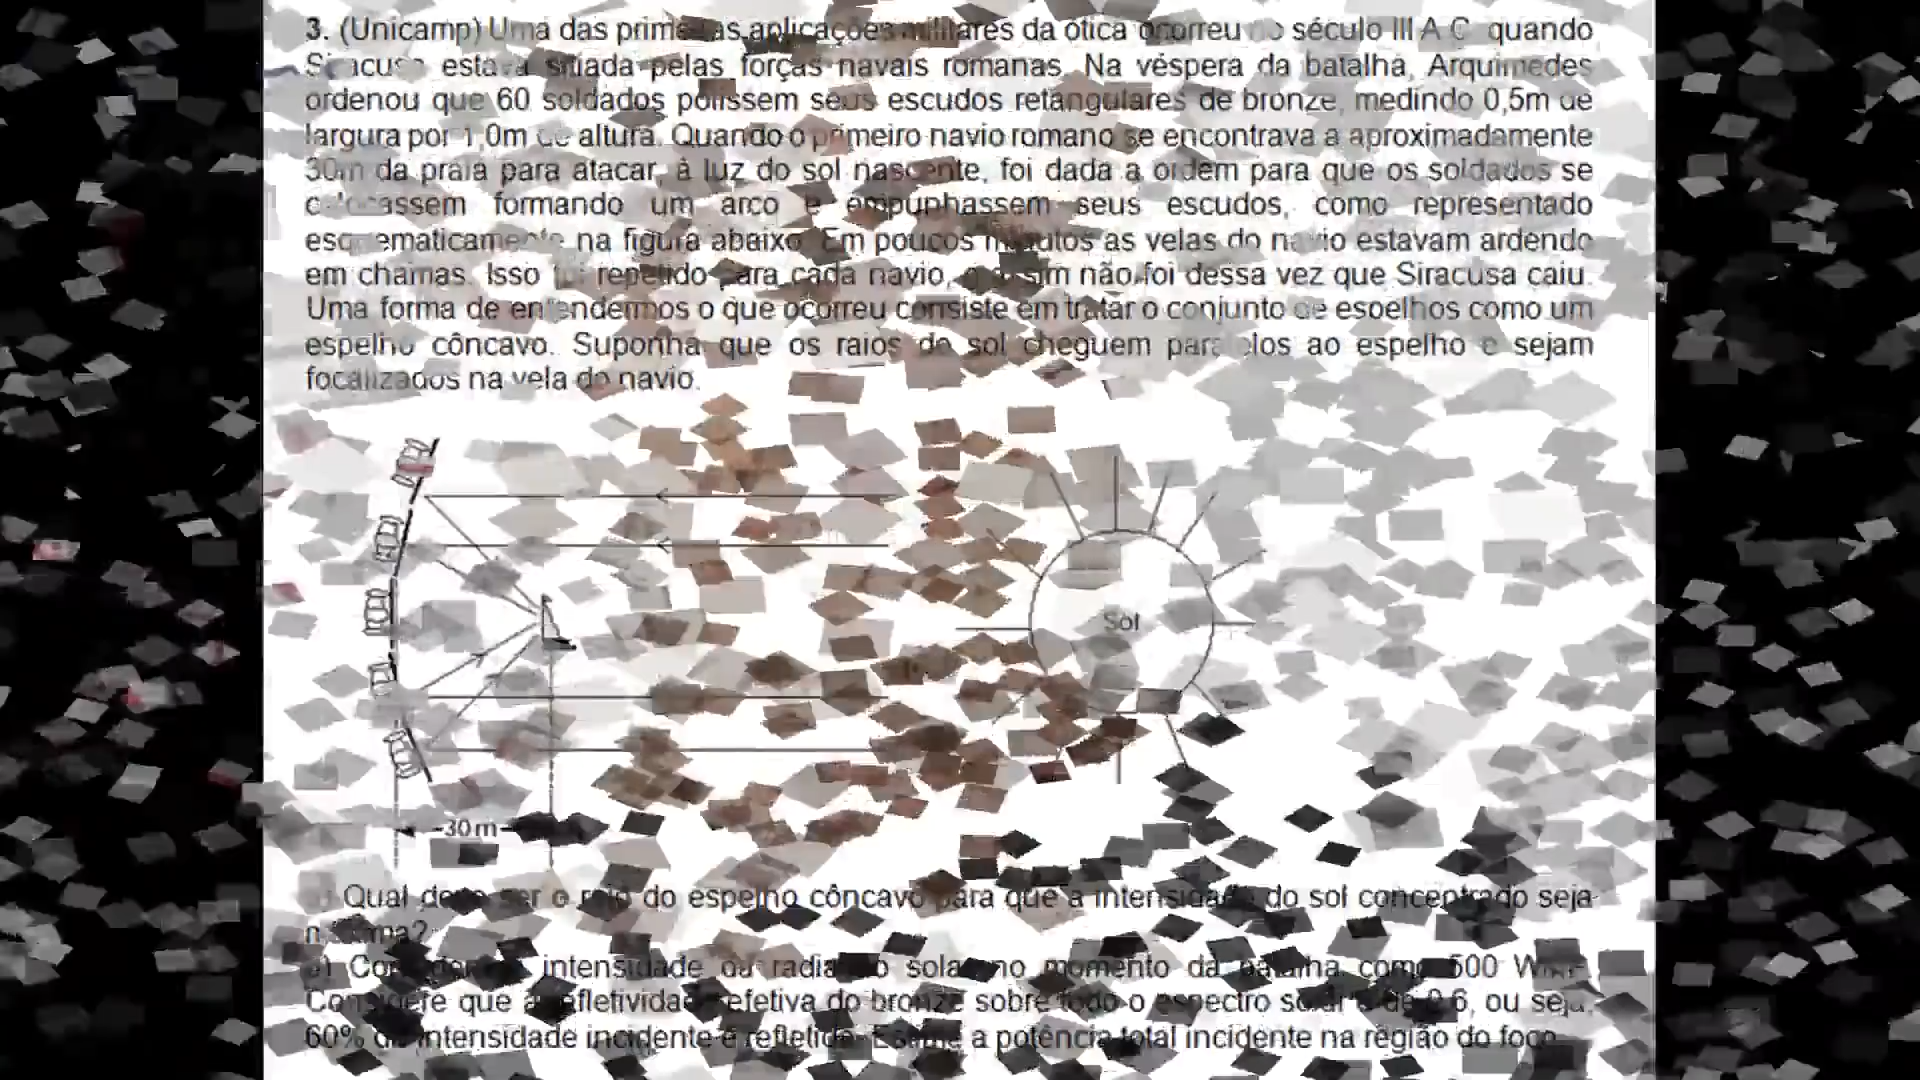 3. (Unicamp) Uma das primeiras aplicações militares da ótica ocorreu no século III A.C. quando
Siracusa estava sitiada pelas forças navais romanas. Na véspera da batalha, Arquimedes
ordenou que 60 soldados polissem seus escudos retangulares de bronze, medindo 0,5m de
largura por 1,0m de altura. Quando o primeiro navio romano se encontrava a aproximadamente
30m da praia para atacar, à luz do sol nascente, foi dada a ordem para que os soldados se
colocassem formando um arco e empunhassem seus escudos, como representado
esquematicamente na figura abaixo. Em poucos minutos as velas do navio estavam ardendo
em chamas. Isso foi repetido para cada navio, e assim não foi dessa vez que Siracusa caiu.
Uma forma de entendermos o que ocorreu consiste em tratar o conjunto de espelhos como um
espelho côncavo. Suponha que os raios do sol cheguem paralelos ao espelho e sejam
focalizados na vela do navio.
Sol
30m
Qual deve ser o raio do espelho côncavo para que a intensidade do sol concentrado seja
máxima?
Considere a intensidade da radiação solar no momento da batalha como 500
Considere que a refletividade efetiva do bronze sobre todo o espectro solar é de 0,6, ou seja,
60% da intensidade incidente é refletida. Estime a potência total incidente na região do foco.